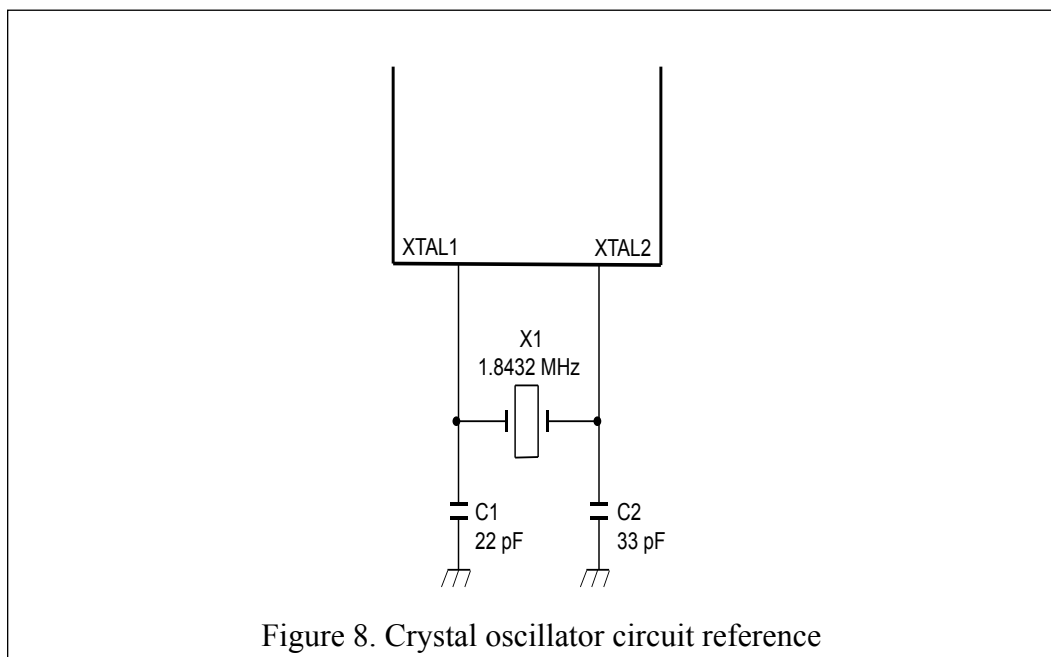 XTAL1
XTAL2
X1
1.8432 MHz
C1
22 pF
C2
33 pF
Figure 8. Crystal oscillator circuit reference